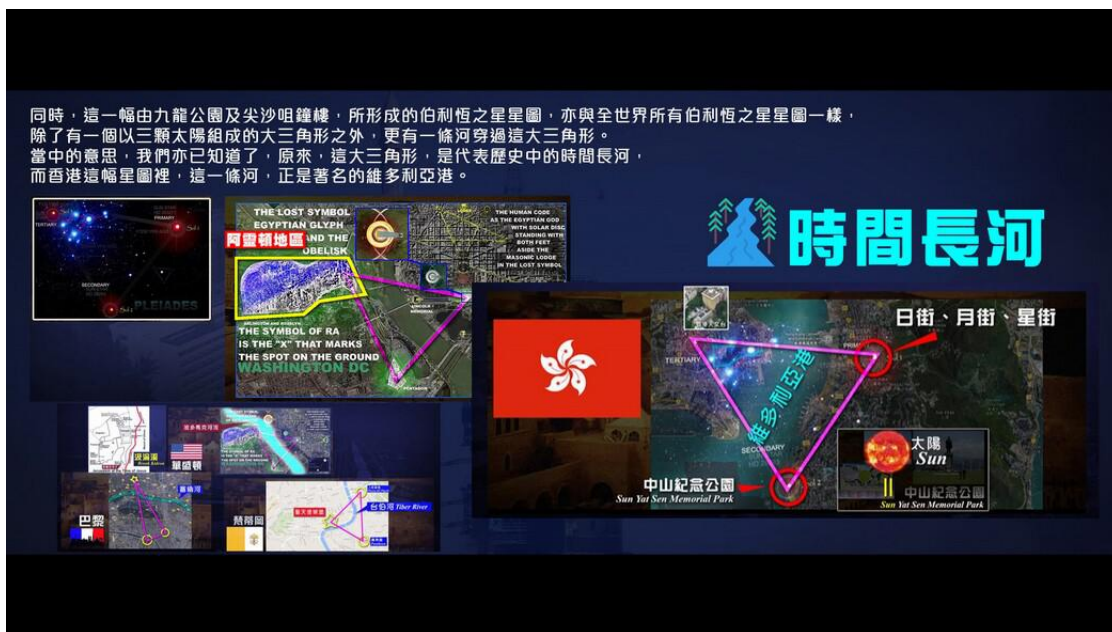 同時，這一幅由九龍公園及尖沙咀鐘樓，所形成的伯利恆之星星圖，亦與全世界所有伯利恆之星星圖一樣，
除了有一個以三顆太陽組成的大三角形之外，更有一條河穿過這大三角形。
當中的意思，我們亦已知道了，原來，這大三角形，是代表歷史中的時間長河，
而香港這幅星圖裡，這一條河，正是著名的維多利亞港。
PRIMARY
TERTIARY
SECONDARY
PLEIADES
THE LOST SYMBOL
EGYPTIAN GLYPH
AND THE
OBELISK
阿靈頓地區
THE HUMAN CODE
AS THE EGYPTIAN GOD
WITH SOLAR DISC
STANDING WITH
BOTH FEET
ASIDE THE
MASONIC LODGE
IN THE LOST SYMBOL
LINCOLN
MEMORIAL
THE SYMBOL OF RA
IS THE "X" THAT MARKS
THE SPOT ON THE GROUND
WASHINGTON DC
PENTAGON
時間長河
日街、月街、星街
TERTIARY
維多利亞港
SECONDARY
太陽
Sun
中山紀念公園
Sun Yat Sen Memorial Park
中山紀念公園
Sun Yat Sen Memorial Park
華盛頓
巴黎
梵蒂岡
台伯河 Tiber River